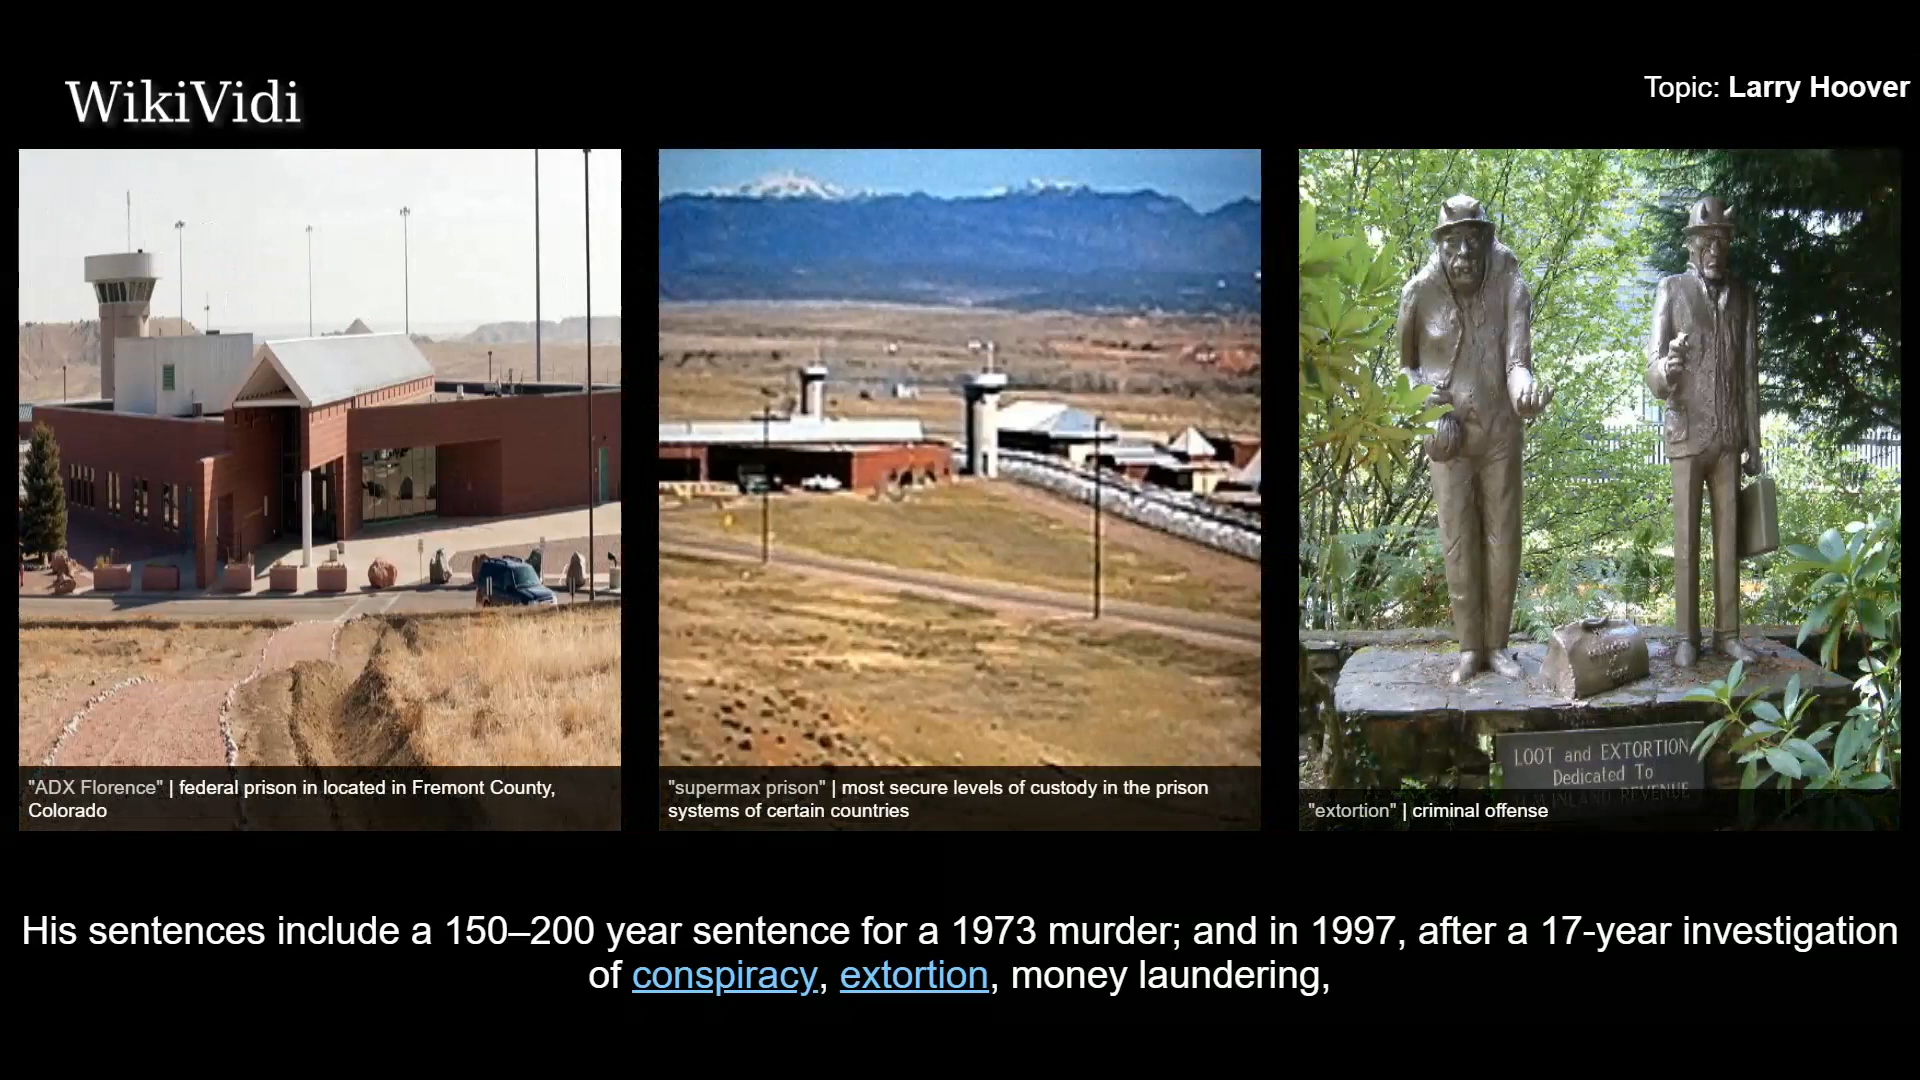 WikiVidi
Topic: Larry Hoover
"ADX Florence" | federal prison in located in Fremont County,
Colorado
"supermax prison" | most secure levels of custody in the prison
systems of certain countries
LOOT and EXTORTION
Dedicated To
INLAND REVENUE
"extortion" | criminal offense
His sentences include a 150–200 year sentence for a 1973 murder; and in 1997, after a 17-year investigation
of conspiracy, extortion, money laundering,